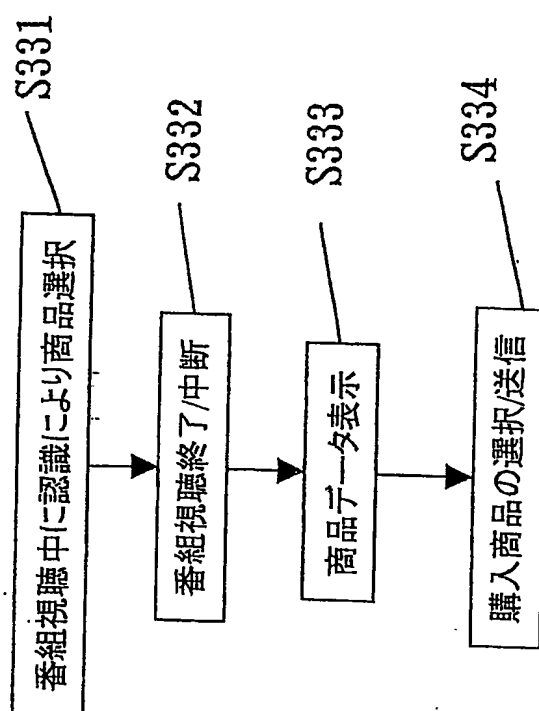 番組視聴中に認識により商品選択
S331
番組視聴終了/中断
S332
商品データ表示
S333
購入商品の選択/送信
S334